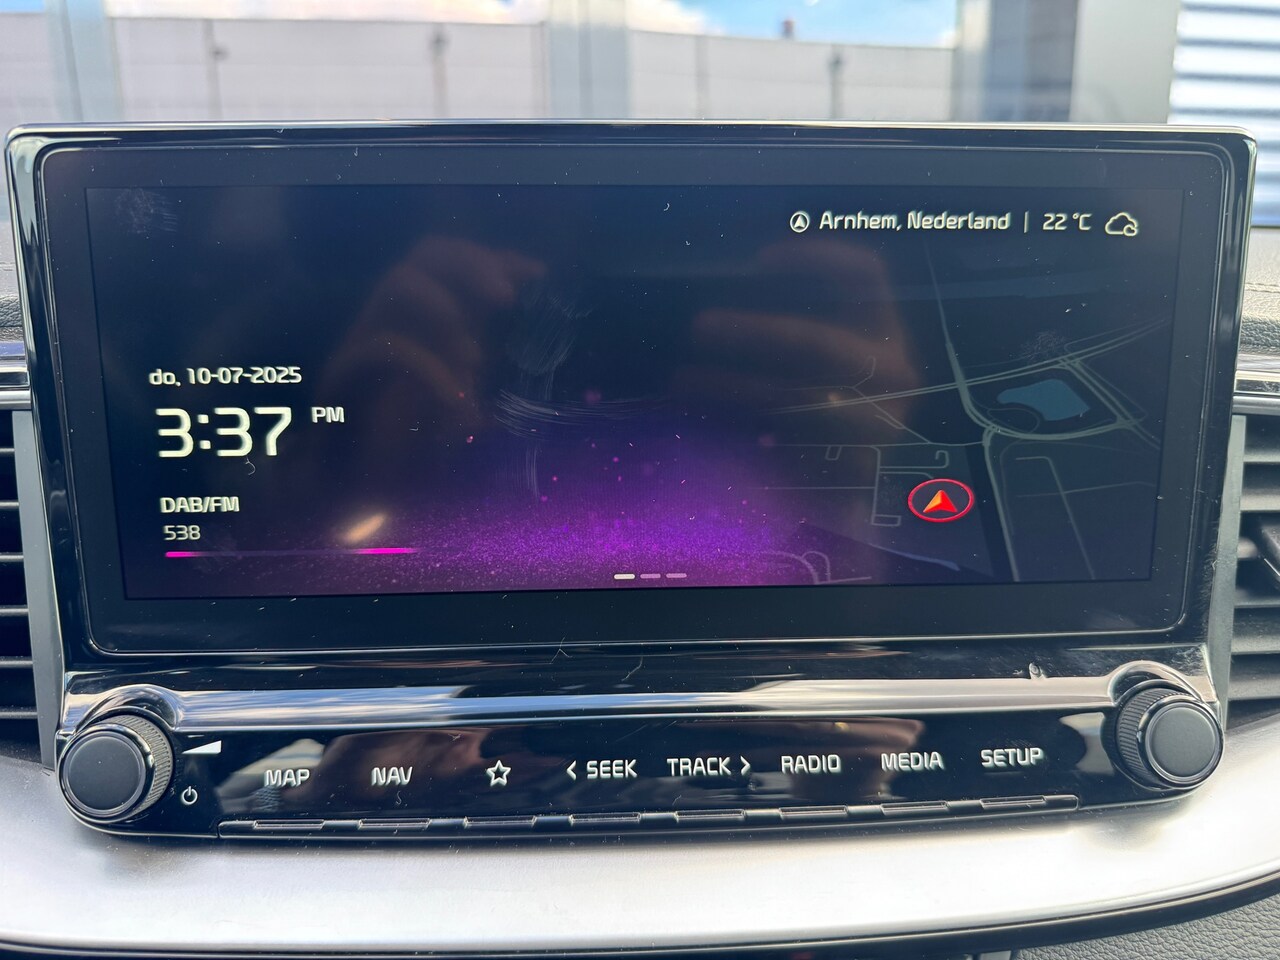 Arnhem, Nederland | 22 °C
do, 10-07-2025
3:37 PM
DAB/FM
538
MAP
NAV
< SEEK
TRACK >
RADIO
MEDIA
SETUP